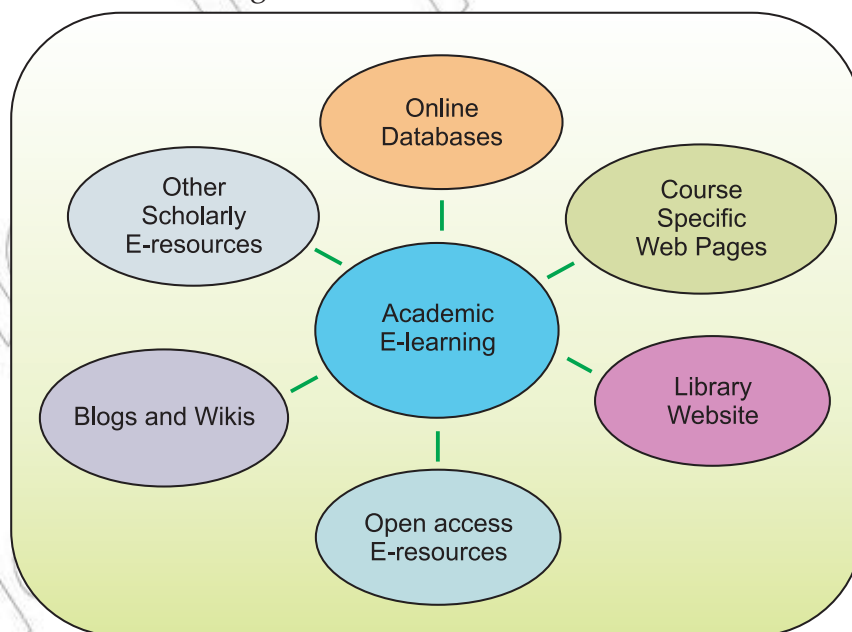 Online
Databases
Other
Scholarly
E-resources
Course
Specific
Web Pages
Academic
E-learning
Library
Website
Blogs and Wikis
Open access
E-resources